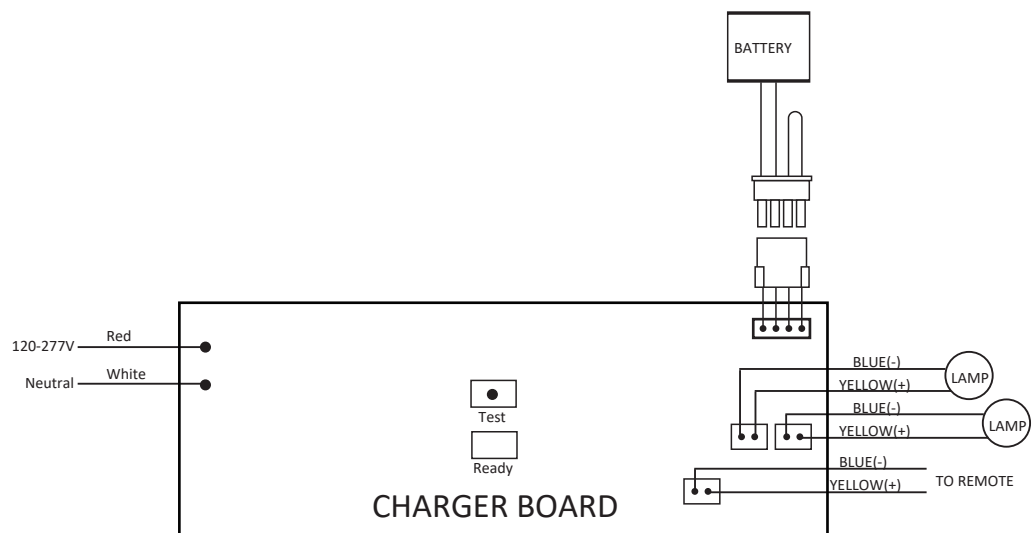 BATTERY
120-277V
Red
Neutral
White
Test
Ready
CHARGER BOARD
BLUE(-)
YELLOW(+)
LAMP
BLUE(-)
YELLOW(+)
LAMP
BLUE(-)
YELLOW(+)
TO REMOTE